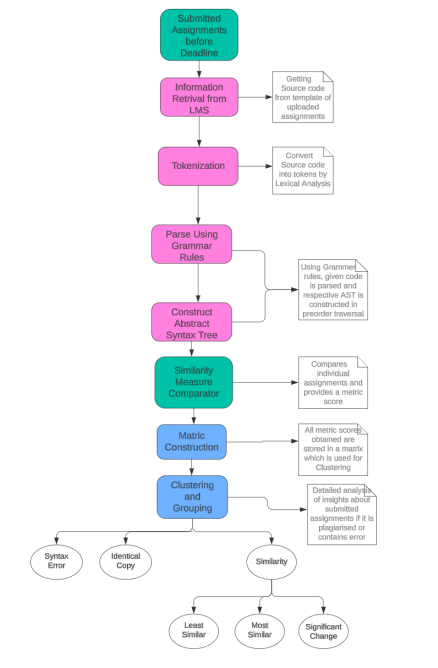 Submitted
Assignments
before
Deadline
Information
Retrival from
LMS
Getting
Source code
from template of
uploaded
assignments
Tokenization
Convert
Source code
into tokens by
Lexical Analysis
Parse Using
Grammar
Rules
Using Grammer
rules, given code
is parsed and
respective AST is
constructed in
preorder traversal
Construct
Abstract
Syntax Tree
Similarity
Measure
Comparator
Compares
individual
assignments and
provides a metric
score
Matric
Construction
All metric scores
obtained are
stored in a matrix
which is used for
Clustering
Clustering
and
Grouping
Detailed analysis
of insights about
submitted
assignments if it is
plagiarised or
contains error
Syntax
Error
Identical
Copy
Similarity
Least
Similar
Most
Similar
Significant
Change